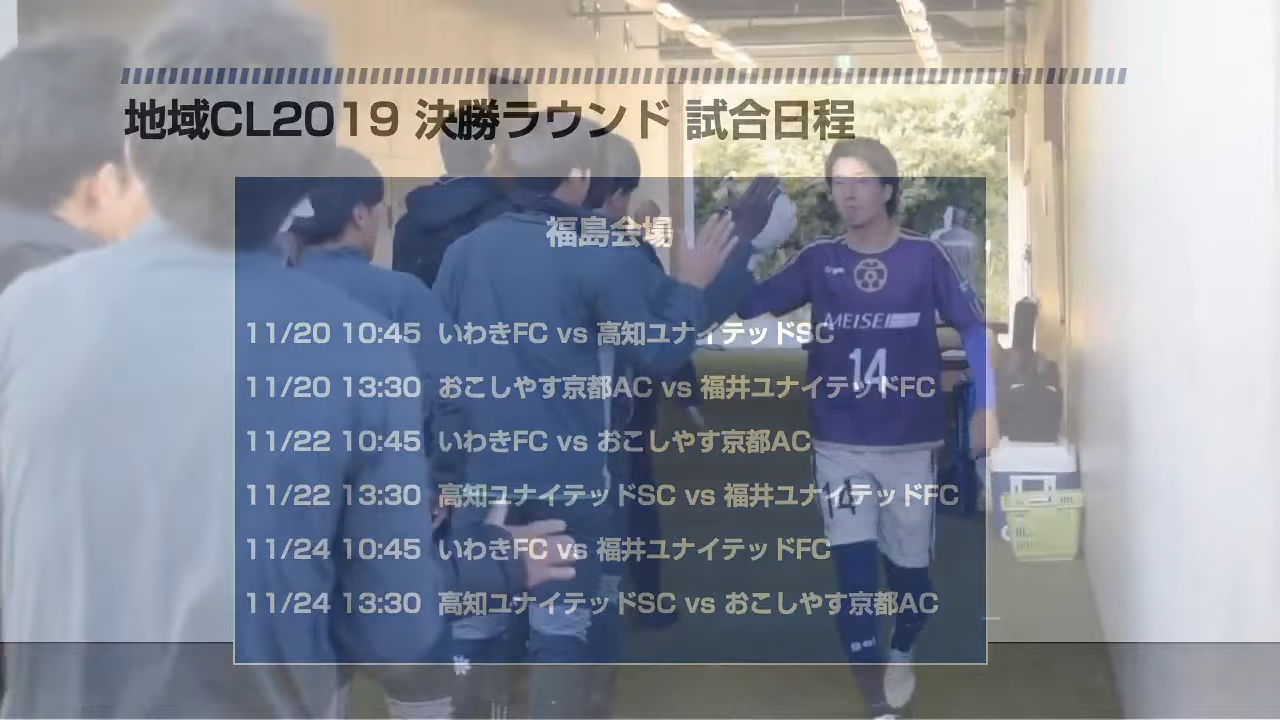 地域CL2019 決勝ラウンド 試合日程
福島会場
11/20 10:45 いわきFC vs 高知ユナイテッドSC
11/20 13:30 おこしやす京都AC vs 福井ユナイテッドFC
11/22 10:45 いわきFC vs おこしやす京都AC
11/22 13:30 高知ユナイテッドSC vs 福井ユナイテッドFC
11/24 10:45 いわきFC vs 福井ユナイテッドFC
11/24 13:30 高知ユナイテッドSC vs おこしやす京都AC
MEISEI
14
14
gol